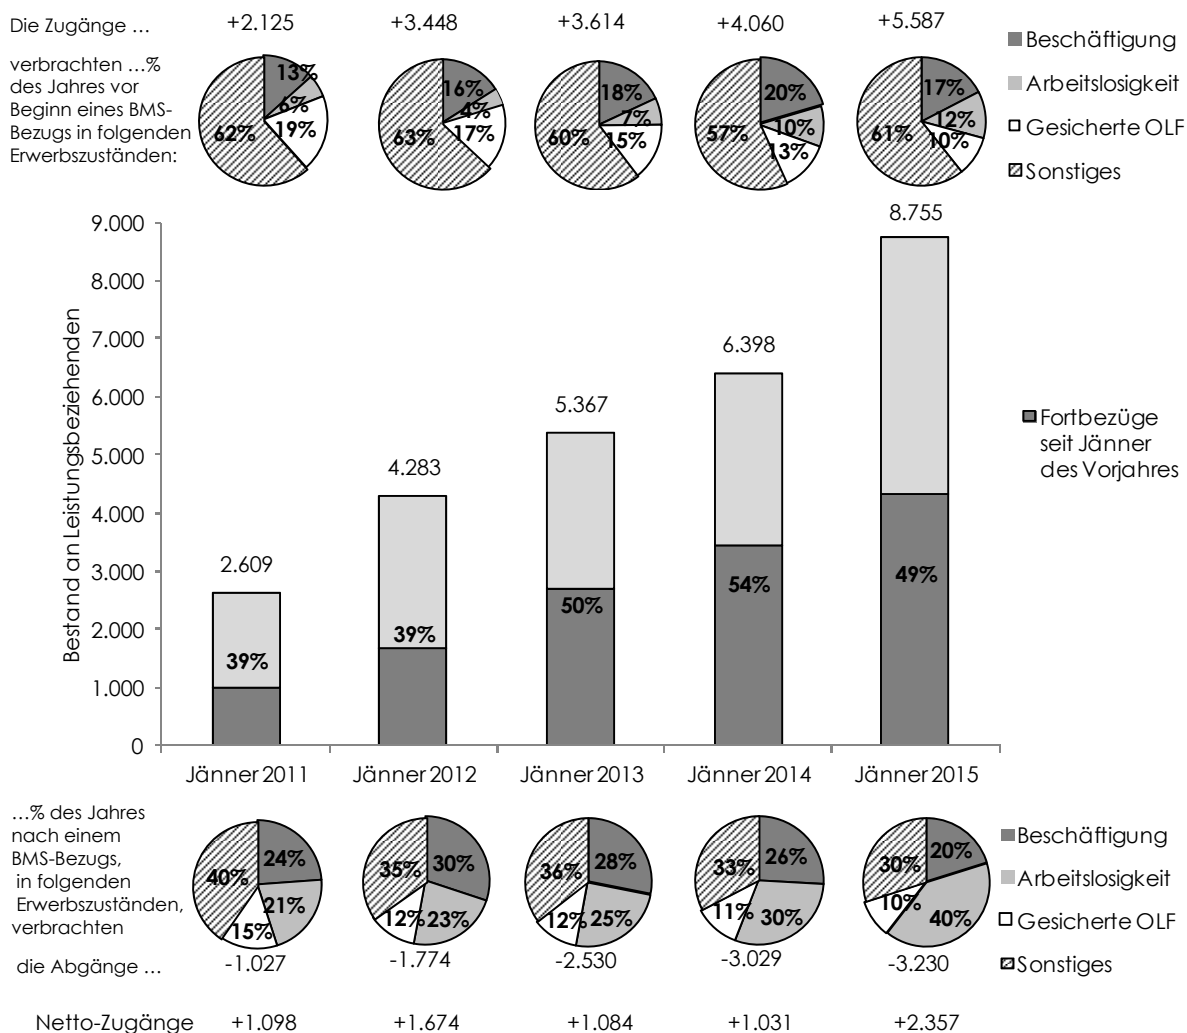 Die Zugänge ...
+2.125 +3.448 +3.614 +4.060 +5.587
verbrachten ...%
des Jahres vor
Beginn eines BMS-
Bezugs in folgenden
Erwerbszuständen:
13% 6% 19% 62%
16% 4% 17% 63%
18% 7% 15% 60%
20% 10% 13% 57%
17% 12% 10% 61%
Beschäftigung
Arbeitslosigkeit
Gesicherte OLF
Sonstiges
Bestand an Leistungsbeziehenden
9.000
8.000
7.000
6.000
5.000
4.000
3.000
2.000
1.000
0
2.609 4.283 5.367 6.398 8.755
39% 39% 50% 54% 49%
Fortbezüge
seit Jänner
des Vorjahres
Jänner 2011 Jänner 2012 Jänner 2013 Jänner 2014 Jänner 2015
...% des Jahres
nach einem
BMS-Bezugs,
in folgenden
Erwerbszuständen,
verbrachten
24% 21% 15% 40%
30% 23% 12% 35%
28% 25% 12% 36%
26% 30% 11% 33%
20% 40% 10% 30%
Beschäftigung
Arbeitslosigkeit
Gesicherte OLF
Sonstiges
die Abgänge ... -1.027 -1.774 -2.530 -3.029 -3.230
Netto-Zugänge +1.098 +1.674 +1.084 +1.031 +2.357